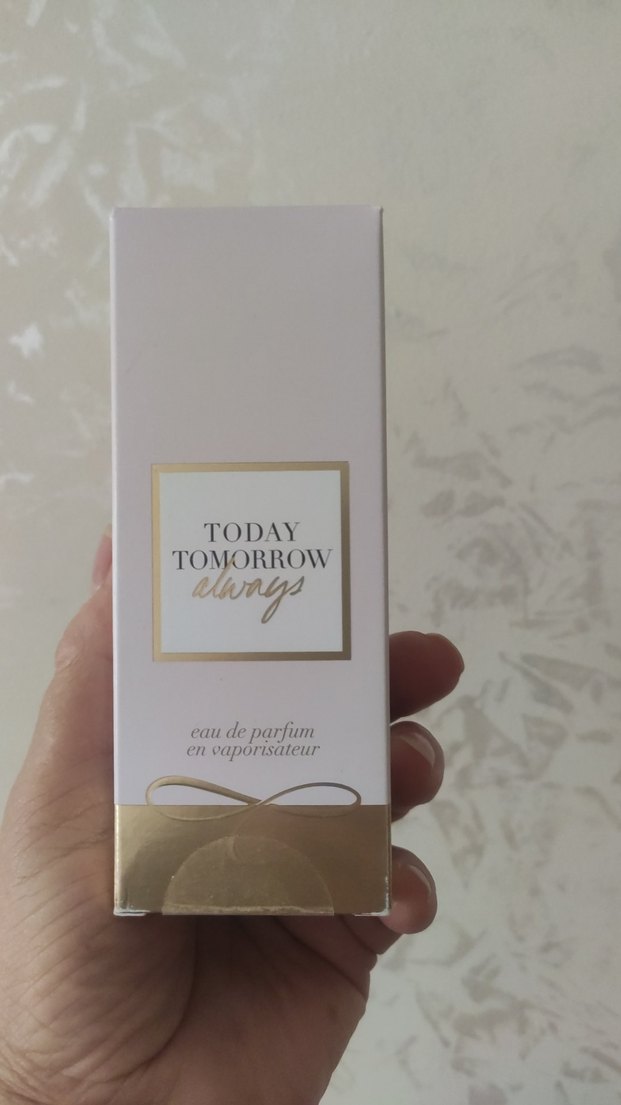 TODAY
TOMORROW
always
eau de parfum
en vaporisateur